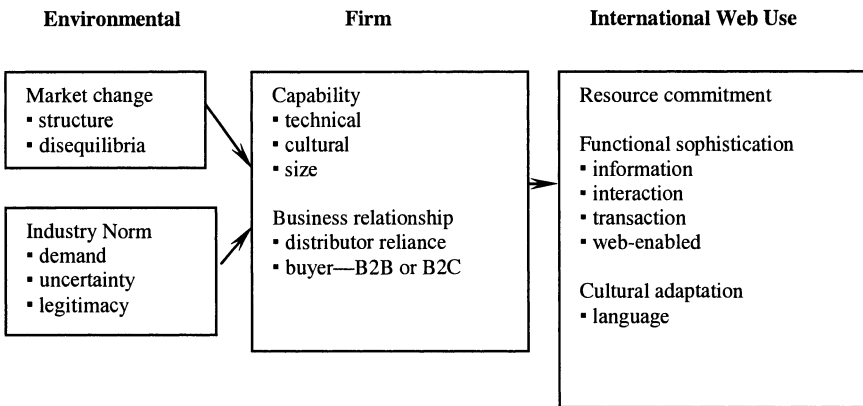 Environmental
Firm
International Web Use
Market change
▪ structure
▪ disequilibria
Industry Norm
▪ demand
▪ uncertainty
▪ legitimacy
Capability
▪ technical
▪ cultural
▪ size
Business relationship
▪ distributor reliance
▪ buyer—B2B or B2C
Resource commitment
Functional sophistication
▪ information
▪ interaction
▪ transaction
▪ web-enabled
Cultural adaptation
▪ language